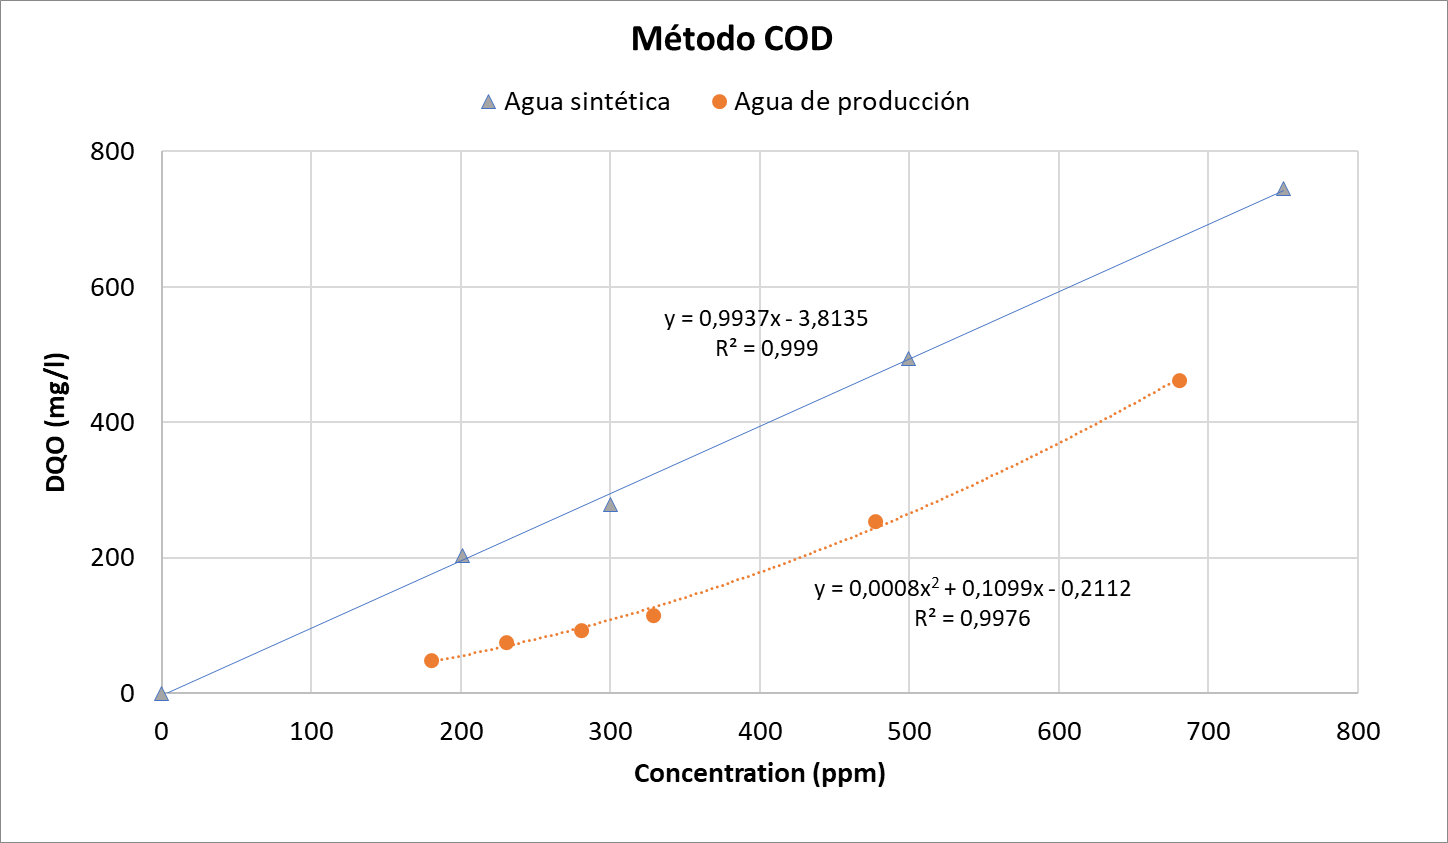 Método COD
Agua sintética
Agua de producción
DQO (mg/l)
800
600
400
200
0
y = 0,9937x - 3,8135
R² = 0,999
y = 0,0008x² + 0,1099x - 0,2112
R² = 0,9976
0 100 200 300 400 500 600 700 800
Concentration (ppm)